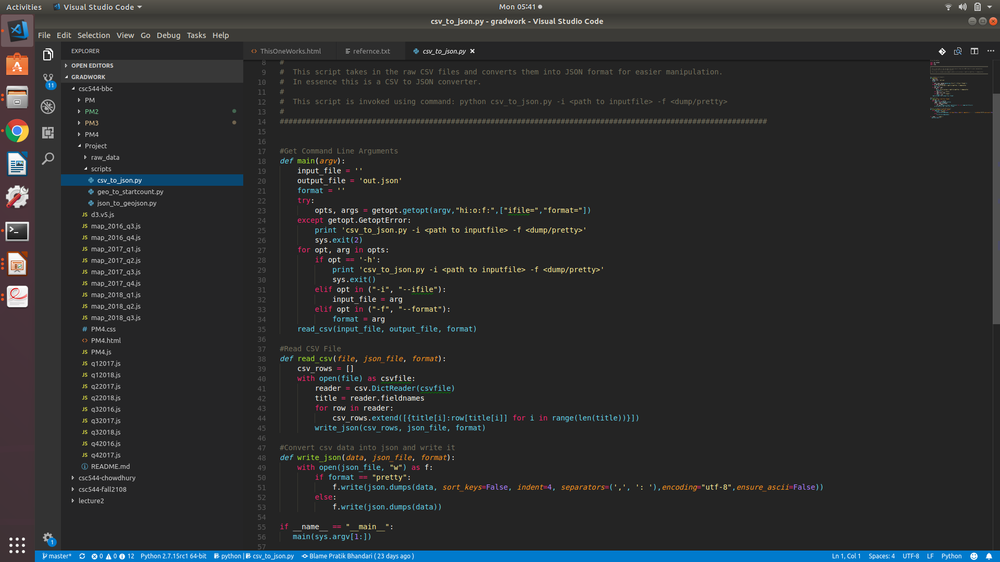 Activities
Visual Studio Code
Mon 05:41
csv_to_json.py - gradwork - Visual Studio Code
File Edit Selection View Go Debug Tasks Help
EXPLORER
OPEN EDITORS
GRADWORK
csc544-bbc
PM
PM2
PM3
PM4
Project
raw_data
scripts
csv_to_json.py
geo_to_startcount.py
json_to_geojson.py
JS d3.v5.js
JS map_2016_q3.js
JS map_2016_q4.js
JS map_2017_q1.js
JS map_2017_q2.js
JS map_2017_q3.js
JS map_2017_q4.js
JS map_2018_q1.js
JS map_2018_q2.js
JS map_2018_q3.js
# PM4.css
<> PM4.html
JS PM4.js
JS q12017.js
JS q12018.js
JS q22017.js
JS q22018.js
JS q32016.js
JS q32017.js
JS q32018.js
JS q42016.js
JS q42017.js
README.md
csc544-chowdhury
csc544-fall2108
lecture2
11
1
<> ThisOneWorks.html
refernce.txt
csv_to_json.py
8 #
9 #  This script takes in the raw CSV files and converts them into JSON format for easier manipulation.
10 #  In essence this is a CSV to JSON converter.
11 #
12 #  This script is invoked using command: python csv_to_json.py -i <path to inputfile> -f <dump/pretty>
13 #
14 ###############################################################################################################
15
16
17 #Get Command Line Arguments
18 def main(argv):
19     input_file = ''
20     output_file = 'out.json'
21     format = ''
22     try:
23         opts, args = getopt.getopt(argv,"hi:o:f:",["ifile=","format="])
24     except getopt.GetoptError:
25         print 'csv_to_json.py -i <path to inputfile> -f <dump/pretty>'
26         sys.exit(2)
27     for opt, arg in opts:
28         if opt == '-h':
29             print 'csv_to_json.py -i <path to inputfile> -f <dump/pretty>'
30             sys.exit()
31         elif opt in ("-i", "--ifile"):
32             input_file = arg
33         elif opt in ("-f", "--format"):
34             format = arg
35     read_csv(input_file, output_file, format)
36
37 #Read CSV File
38 def read_csv(file, json_file, format):
39     csv_rows = []
40     with open(file) as csvfile:
41         reader = csv.DictReader(csvfile)
42         title = reader.fieldnames
43         for row in reader:
44             csv_rows.extend([{title[i]:row[title[i]] for i in range(len(title))}])
45         write_json(csv_rows, json_file, format)
46
47 #Convert csv data into json and write it
48 def write_json(data, json_file, format):
49     with open(json_file, "w") as f:
50         if format == "pretty":
51             f.write(json.dumps(data, sort_keys=False, indent=4, separators=(',', ': '),encoding="utf-8",ensure_ascii=False))
52         else:
53             f.write(json.dumps(data))
54
55 if __name__ == "__main__":
56    main(sys.argv[1:])
57
master* 0 0 12 Python 2.7.15rc1 64-bit python | csv_to_json.py Blame Pratik Bhandari ( 23 days ago ) Ln 1, Col 1 Spaces: 4 UTF-8 LF Python